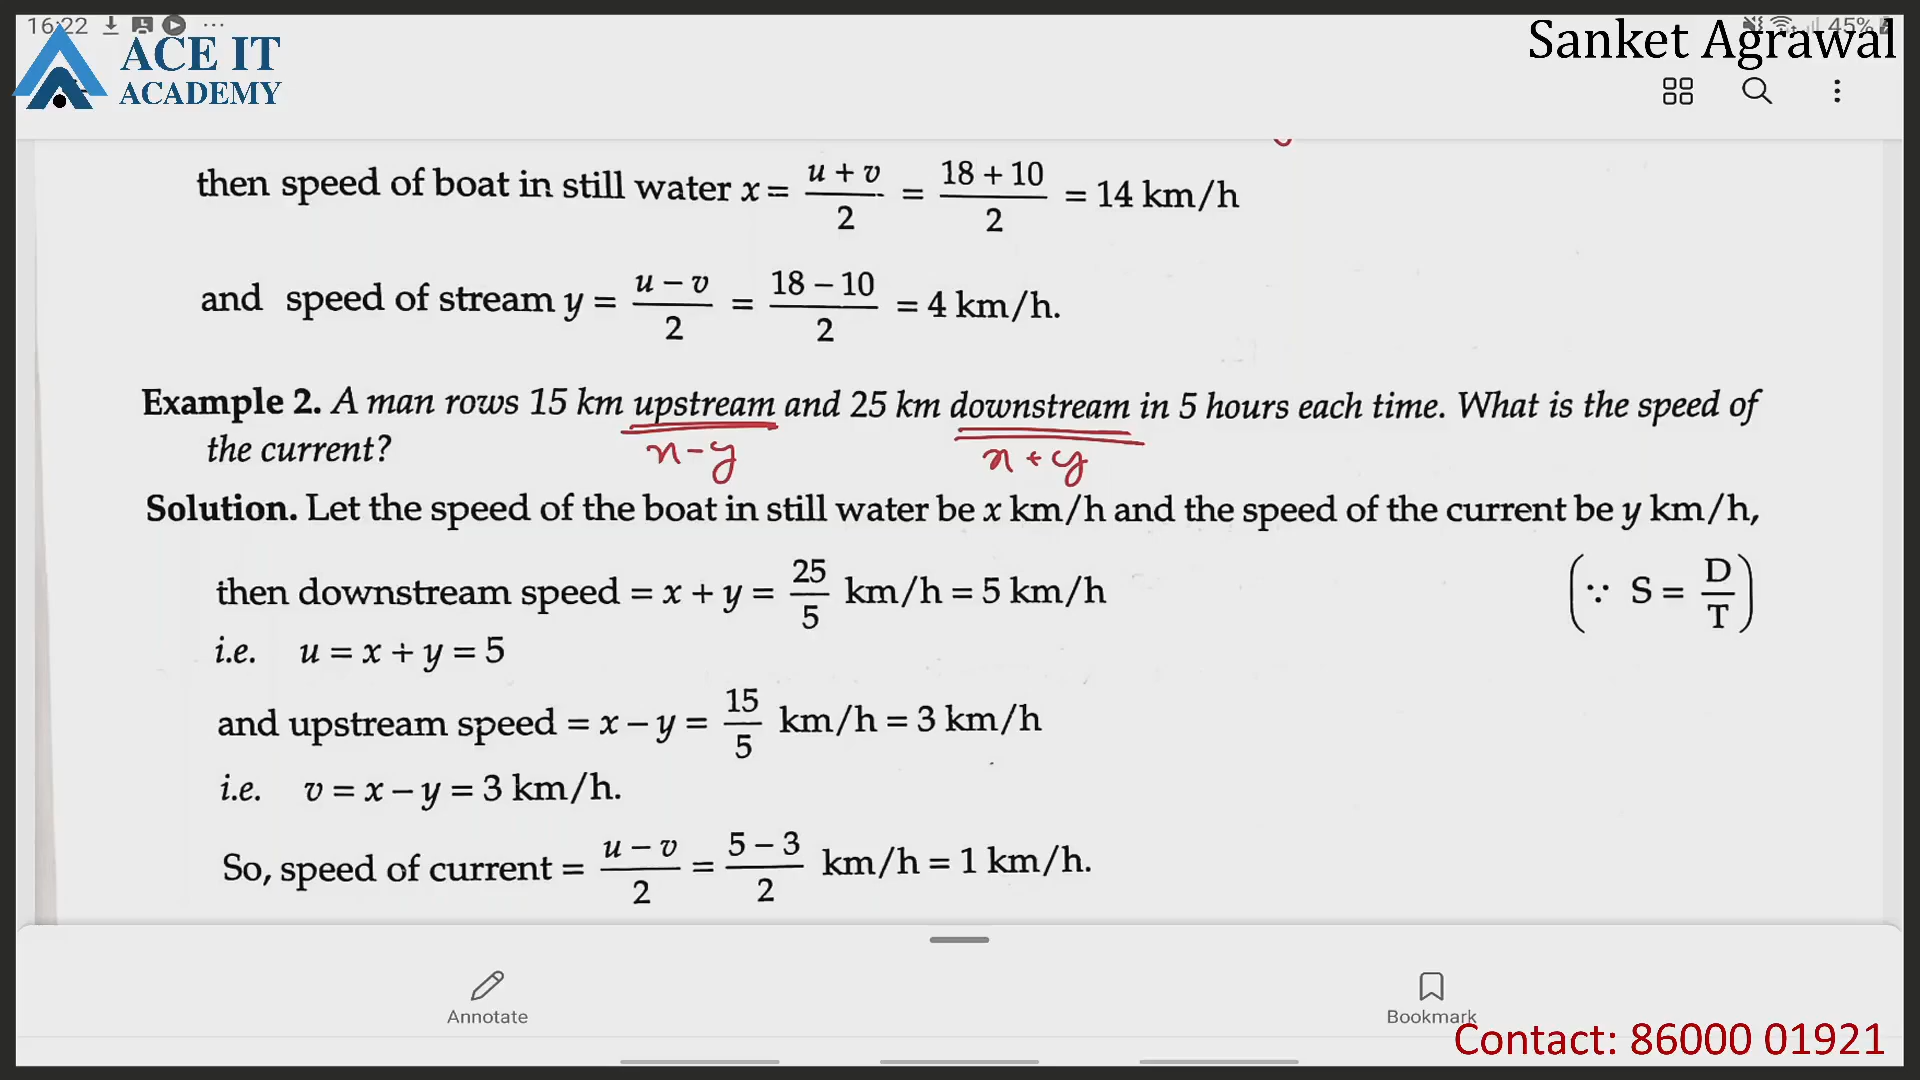 16:22
45%
ACE IT
ACADEMY
Sanket Agrawal
then speed of boat in still water x = (u + v)/2 = (18 + 10)/2 = 14 km/h
and speed of stream y = (u − v)/2 = (18 − 10)/2 = 4 km/h.
Example 2. A man rows 15 km upstream and 25 km downstream in 5 hours each time. What is the speed of
the current?
x - y
x + y
Solution. Let the speed of the boat in still water be x km/h and the speed of the current be y km/h,
then downstream speed = x + y = 25/5 km/h = 5 km/h (∵ S = D/T)
i.e. u = x + y = 5
and upstream speed = x − y = 15/5 km/h = 3 km/h
i.e. v = x − y = 3 km/h.
So, speed of current = (u − v)/2 = (5 − 3)/2 km/h = 1 km/h.
Annotate
Bookmark
Contact: 86000 01921